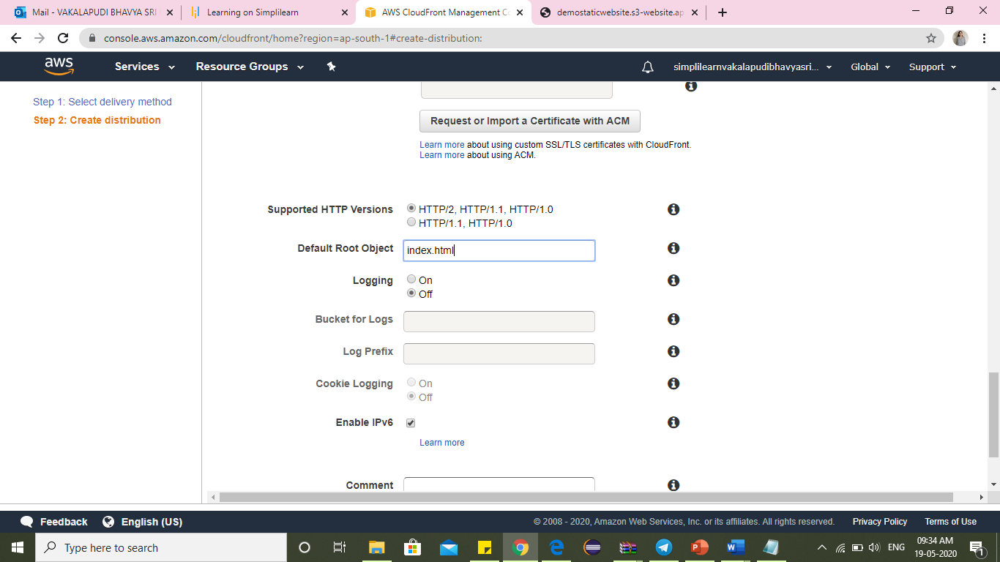 Mail - VAKALAPUDI BHAVYA SRI
Learning on Simplilearn
AWS CloudFront Management Co
demostaticwebsite.s3-website.ap
console.aws.amazon.com/cloudfront/home?region=ap-south-1#create-distribution:
aws
Services
Resource Groups
simplilearnvakalapudibhavyasri...
Global
Support
Step 1: Select delivery method
Step 2: Create distribution
Request or Import a Certificate with ACM
Learn more about using custom SSL/TLS certificates with CloudFront.
Learn more about using ACM.
Supported HTTP Versions
HTTP/2, HTTP/1.1, HTTP/1.0
HTTP/1.1, HTTP/1.0
Default Root Object
index.html
Logging
On
Off
Bucket for Logs
Log Prefix
Cookie Logging
On
Off
Enable IPv6
Learn more
Comment
Feedback
English (US)
© 2008 - 2020, Amazon Web Services, Inc. or its affiliates. All rights reserved.
Privacy Policy
Terms of Use
Type here to search
ENG
09:34 AM
19-05-2020
1